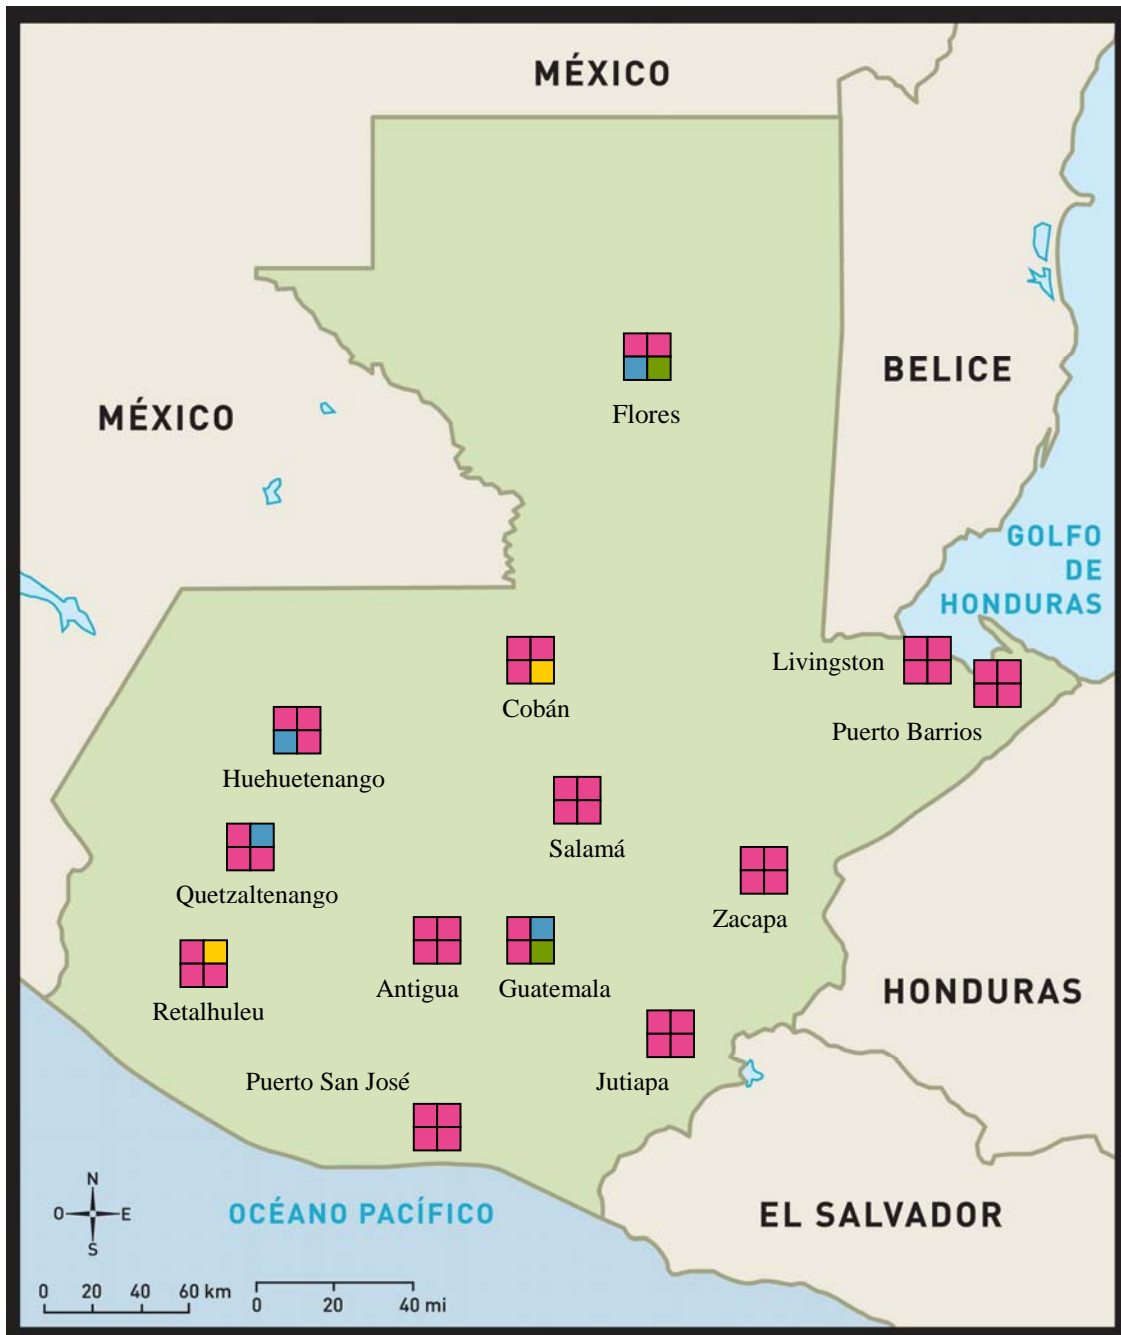 MÉXICO
BELICE
MÉXICO
Flores
GOLFO
DE
HONDURAS
Livingston
Cobán
Puerto Barrios
Huehuetenango
Salamá
Quetzaltenango
Zacapa
Antigua
Guatemala
HONDURAS
Retalhuleu
Puerto San José
Jutiapa
N
O
E
S
OCÉANO PACÍFICO
EL SALVADOR
0 20 40 60 km
0 20 40 mi